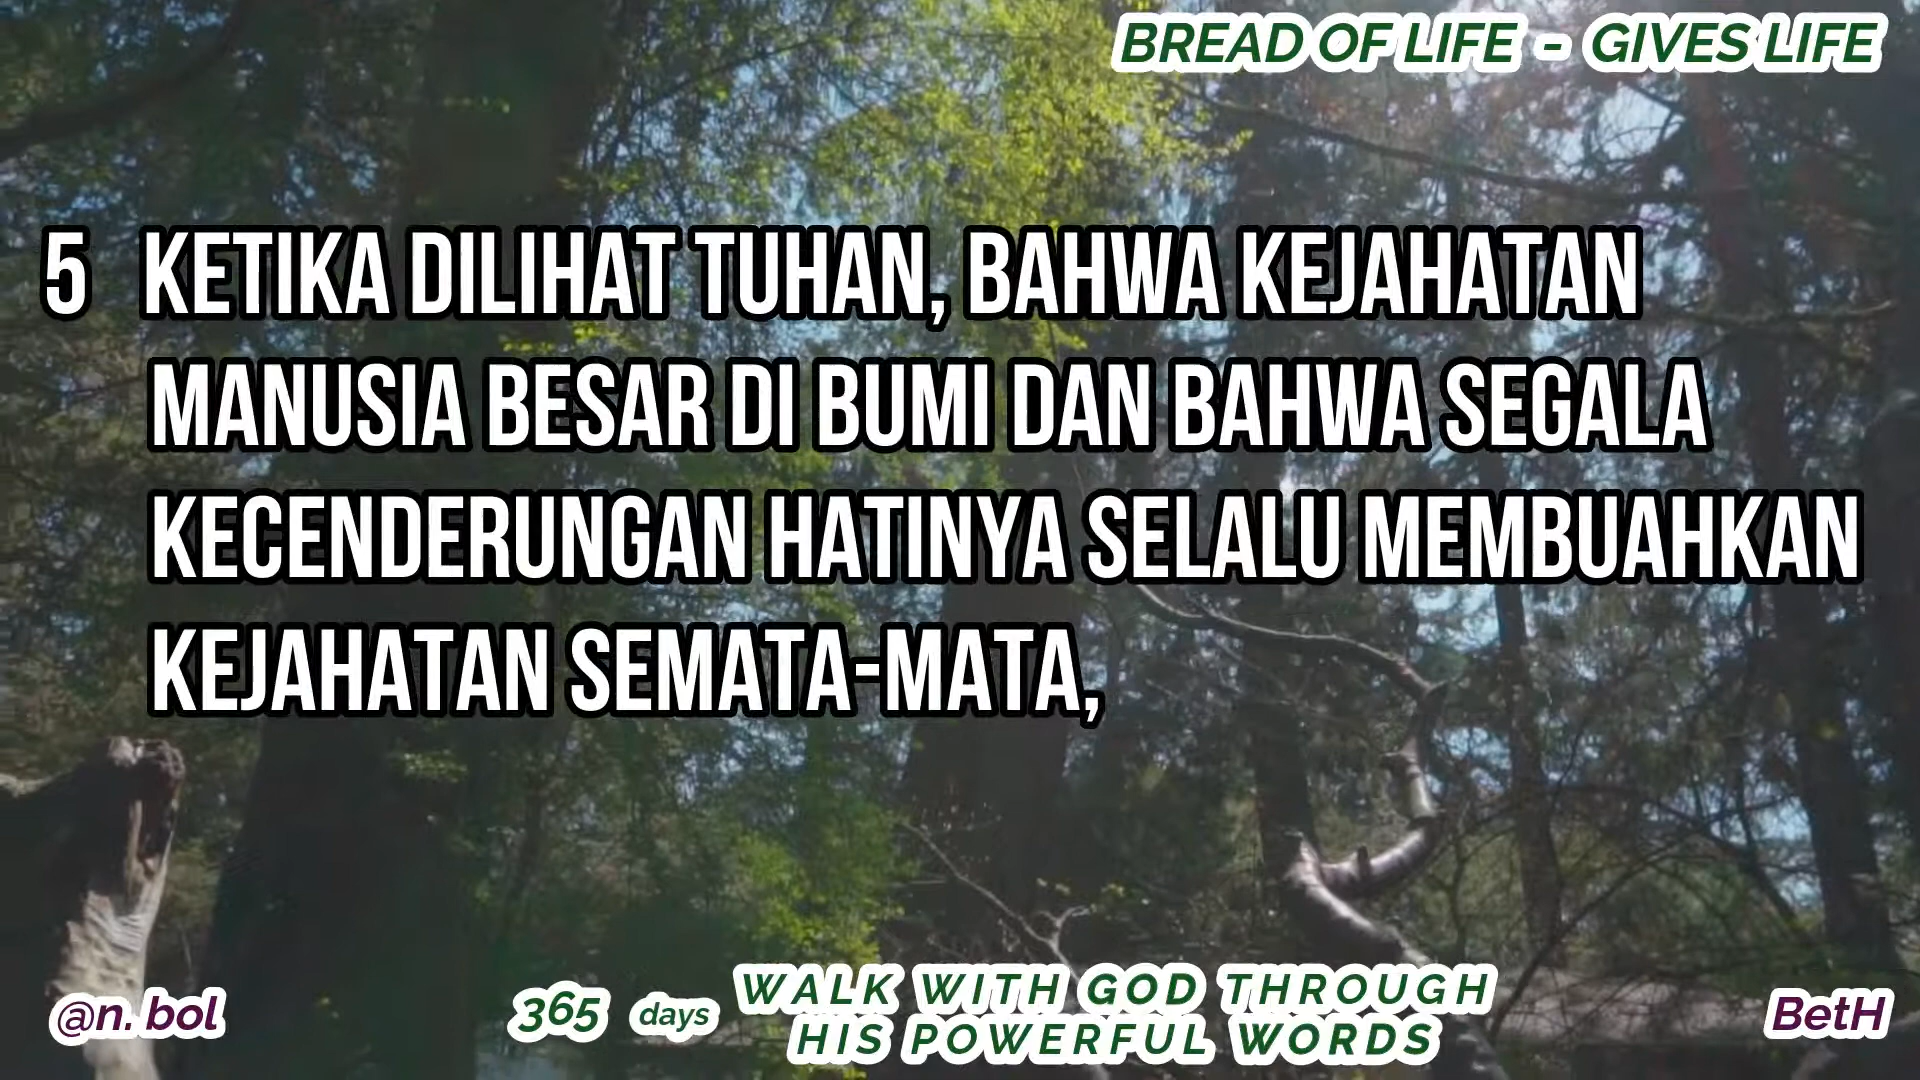 BREAD OF LIFE - GIVES LIFE
5 KETIKA DILIHAT TUHAN, BAHWA KEJAHATAN
MANUSIA BESAR DI BUMI DAN BAHWA SEGALA
KECENDERUNGAN HATINYA SELALU MEMBUAHKAN
KEJAHATAN SEMATA-MATA,
@n. bol
365 days
WALK WITH GOD THROUGH
HIS POWERFUL WORDS
BetH